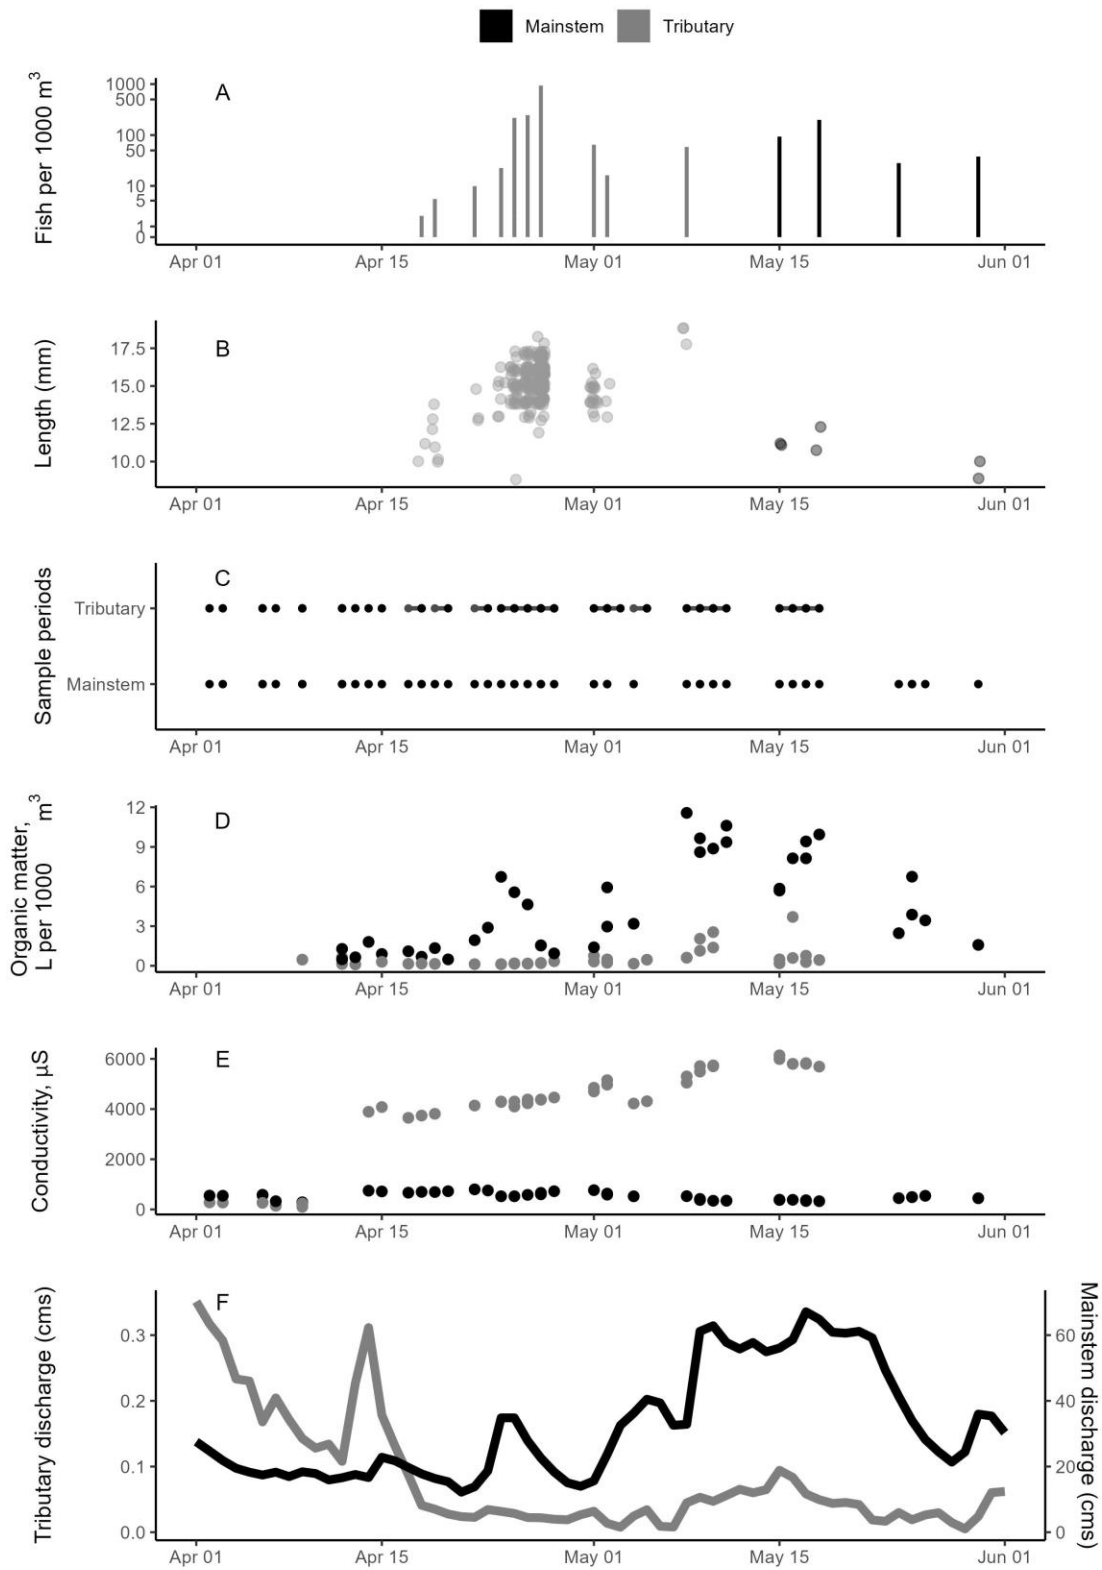 Mainstem Tributary
A
Fish per 1000 m3
1000
500
100
50
10
5
1
0
Apr 01 Apr 15 May 01 May 15 Jun 01
B
Length (mm)
17.5
15.0
12.5
10.0
Apr 01 Apr 15 May 01 May 15 Jun 01
C
Sample periods
Tributary
Mainstem
Apr 01 Apr 15 May 01 May 15 Jun 01
D
Organic matter,
L per 1000 m3
12
9
6
3
0
Apr 01 Apr 15 May 01 May 15 Jun 01
E
Conductivity, µS
6000
4000
2000
0
Apr 01 Apr 15 May 01 May 15 Jun 01
F
Tributary discharge (cms)
0.3
0.2
0.1
0.0
Mainstem discharge (cms)
60
40
20
0
Apr 01 Apr 15 May 01 May 15 Jun 01